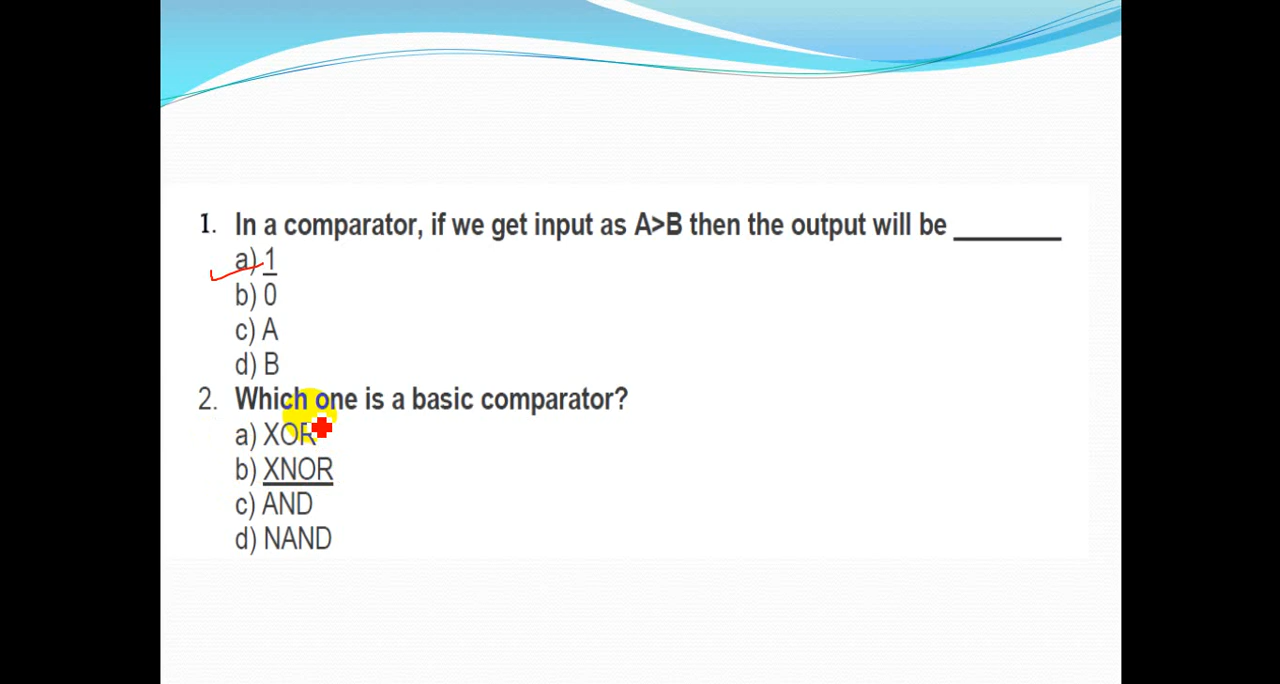 1. In a comparator, if we get input as A>B then the output will be ________
a) 1
b) 0
c) A
d) B
2. Which one is a basic comparator?
a) XOR
b) XNOR
c) AND
d) NAND